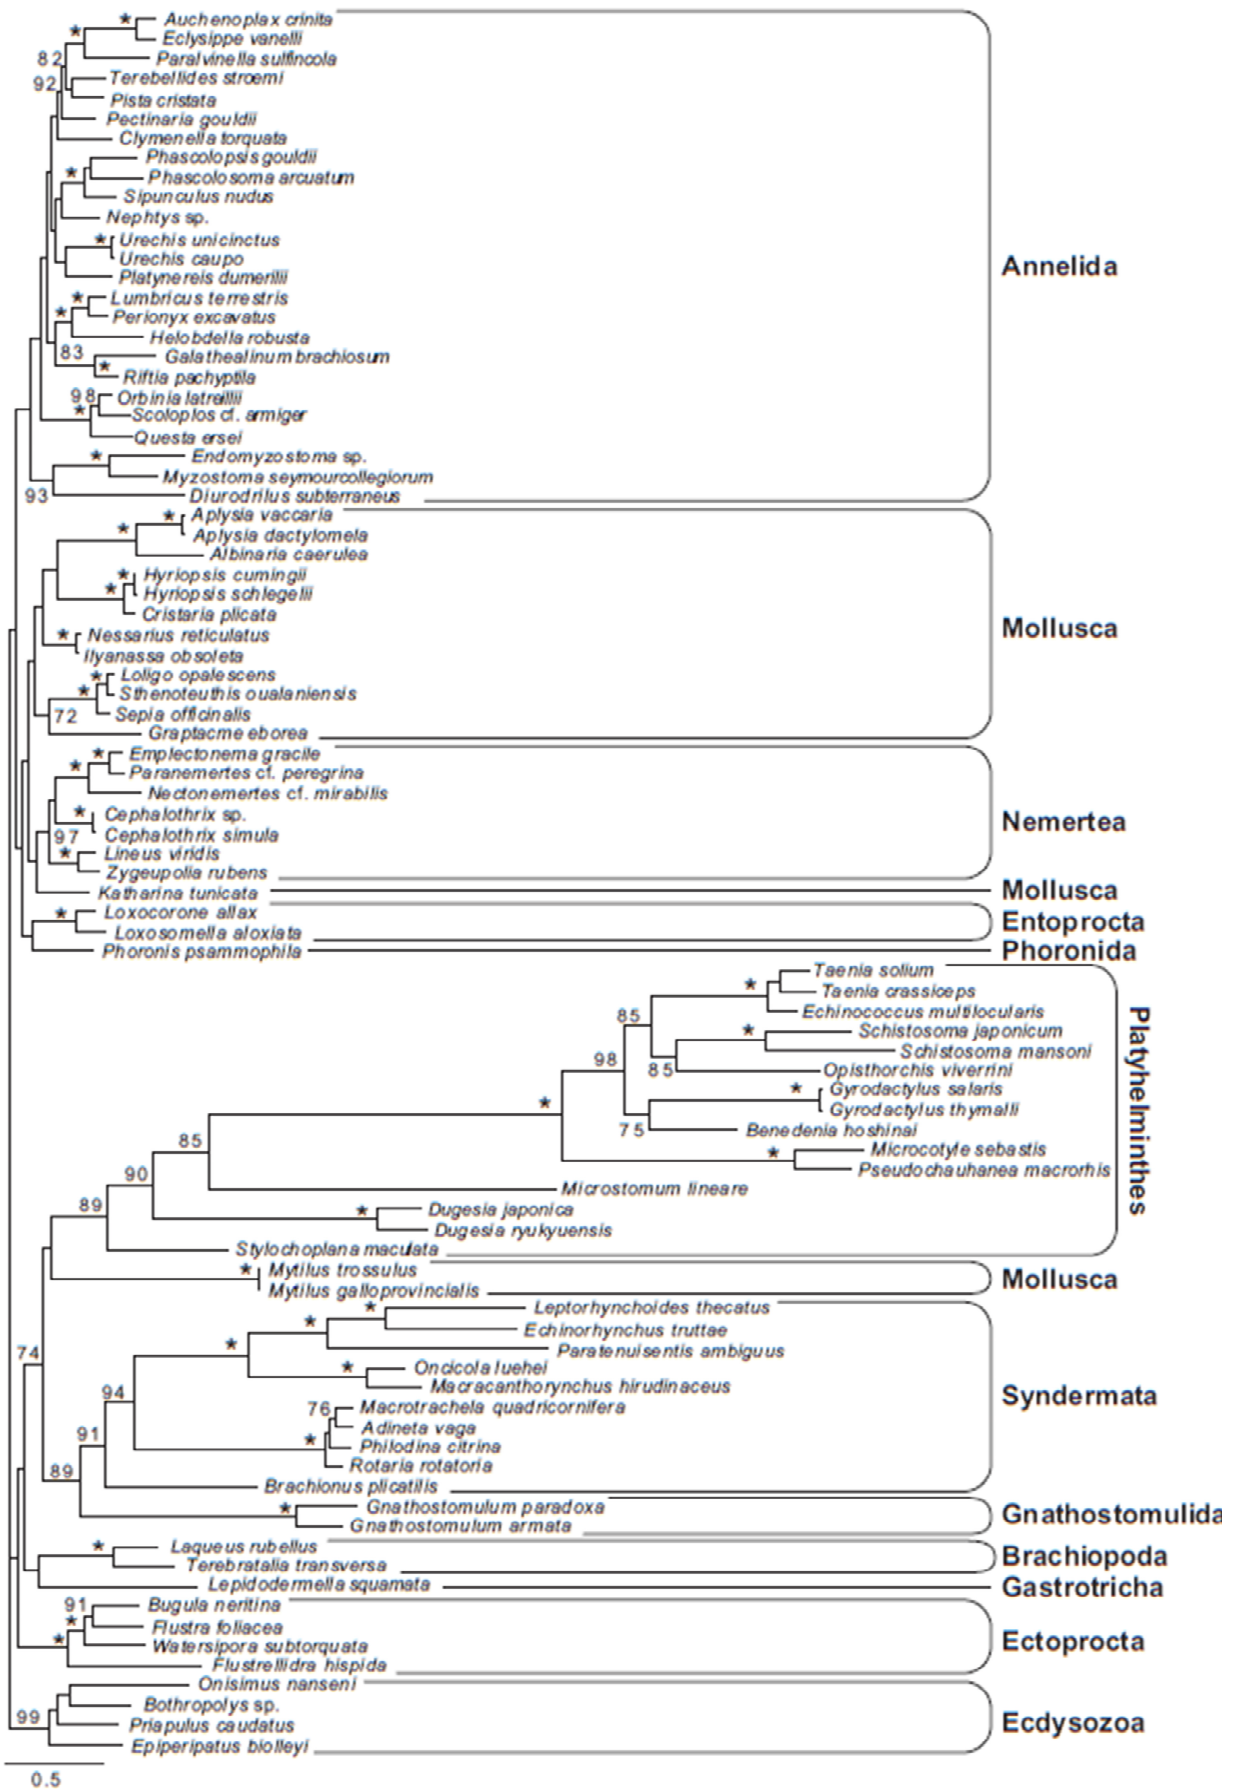 * Auchenoplax crinita
* Eclysippe vanelli
82 Paralvinella sulfincola
92 Terebellides stroemi
Pista cristata
Pectinaria gouldii
Clymenella torquata
Phascolopsis gouldii
* Phascolosoma arcuatum
Sipunculus nudus
Nephtys sp.
* Urechis unicinctus
Urechis caupo
Annelida
Platynereis dumerilii
* Lumbricus terrestris
* Perionyx excavatus
Helobdella robusta
83 Galathealinum brachiosum
* Riftia pachyptila
98 Orbinia latreillii
* Scoloplos cf. armiger
Questa ersei
* Endomyzostoma sp.
Myzostoma seymourcollegiorum
93 Diurodrilus subterraneus
* Aplysia vaccaria
* Aplysia dactylomela
Albinaria caerulea
* Hyriopsis cumingii
* Hyriopsis schlegelii
Cristaria plicata
Mollusca
* Nessarius reticulatus
Ilyanassa obsoleta
* Loligo opalescens
* Sthenoteuthis oualaniensis
72 Sepia officinalis
Graptacme eborea
* Emplectonema gracile
* Paranemertes cf. peregrina
Nectonemertes cf. mirabilis
* Cephalothrix sp.
Nemertea
97 Cephalothrix simula
* Lineus viridis
Zygeupolia rubens
Katharina tunicata Mollusca
* Loxocorone allax
Entoprocta
Loxosomella aloxiata
Phoronis psammophila Phoronida
Taenia solium
* Taenia crassiceps
Echinococcus multilocularis
85 * Schistosoma japonicum
Schistosoma mansoni
98 85 Opisthorchis viverrini
* Gyrodactylus salaris
* Gyrodactylus thymalli
75 Benedenia hoshinai
85 * Microcotyle sebastis
Pseudochauhanea macrorhis
Platyhelminthes
90 Microstomum lineare
89 * Dugesia japonica
Dugesia ryukyuensis
Stylochoplana maculata
* Mytilus trossulus
Mollusca
Mytilus galloprovincialis
* Leptorhynchoides thecatus
* Echinorhynchus truttae
* Paratenuisentis ambiguus
74 * Oncicola luehei
Macracanthorynchus hirudinaceus
Syndermata
94 76 Macrotrachela quadricornifera
Adineta vaga
91 * Philodina citrina
Rotaria rotatoria
89 Brachionus plicatilis
* Gnathostomulum paradoxa
Gnathostomulida
Gnathostomulum armata
* Laqueus rubellus
Brachiopoda
Terebratalia transversa
Lepidodermella squamata Gastrotricha
91 Bugula neritina
* Flustra foliacea
* Watersipora subtorquata
Ectoprocta
Flustrellidra hispida
Onisimus nanseni
Bothropolys sp.
99 Priapulus caudatus
Ecdysozoa
Epiperipatus biolleyi
0.5